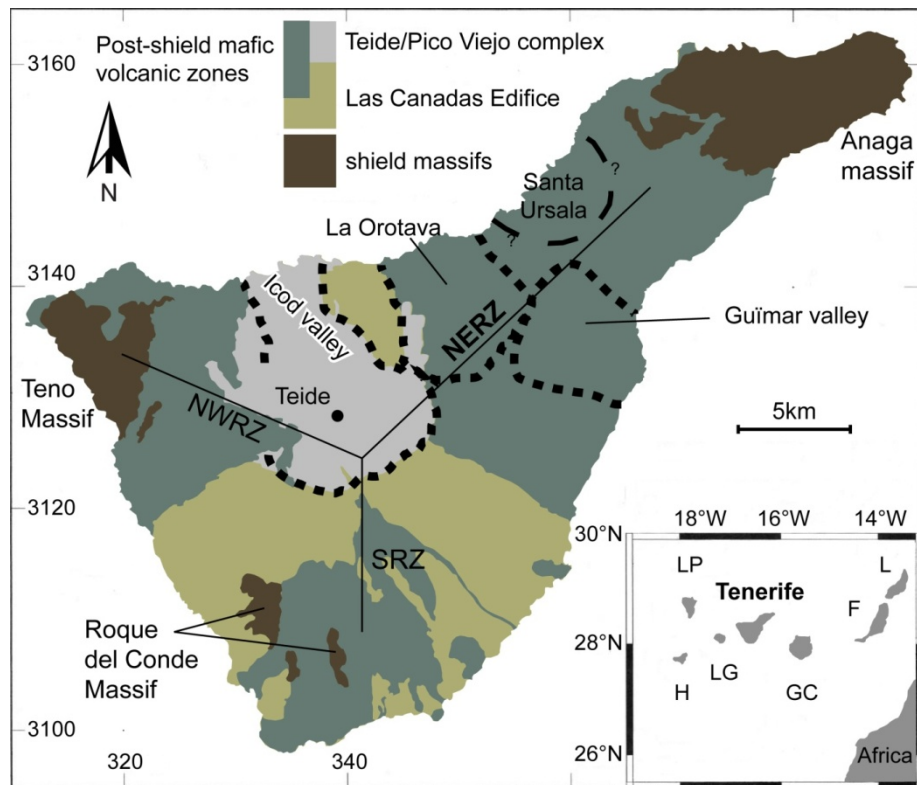 Post-shield mafic
volcanic zones
Teide/Pico Viejo complex
Las Canadas Edifice
shield massifs
N
3160
3140
3120
3100
320
340
Anaga
massif
Santa
Ursala
?
?
La Orotava
Icod valley
NERZ
Guïmar valley
Teide
Teno
Massif
NWRZ
5km
SRZ
Roque
del Conde
Massif
30°N
28°N
26°N
18°W
16°W
14°W
LP
Tenerife
L
F
LG
H
GC
Africa